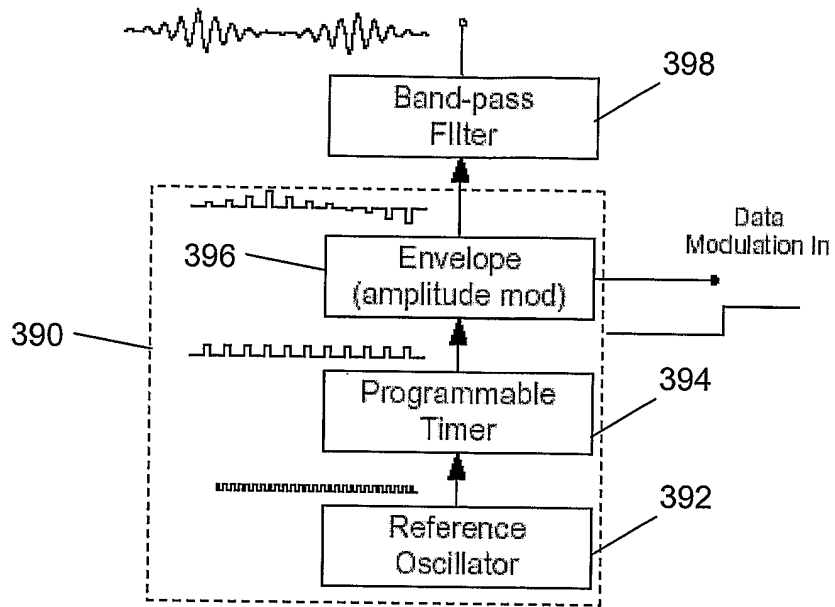 398
Band-pass
Filter
Data
Modulation In
396
Envelope
(amplitude mod)
390
394
Programmable
Timer
392
Reference
Oscillator